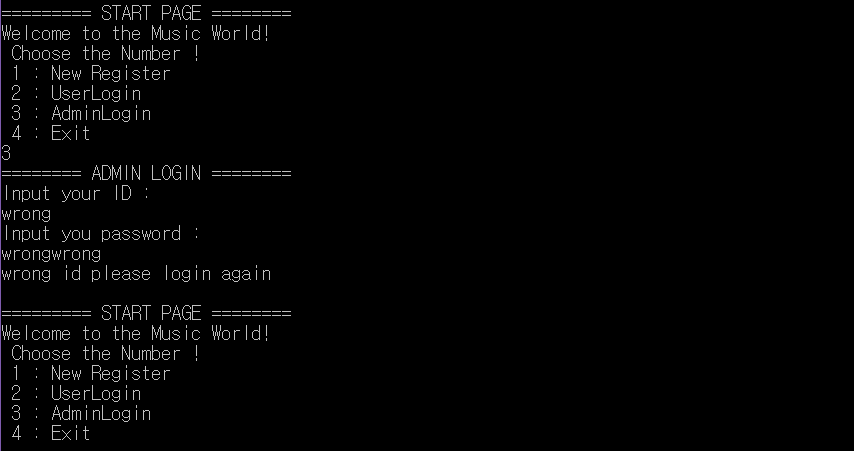 ========= START PAGE ========
Welcome to the Music World!
 Choose the Number !
 1 : New Register
 2 : UserLogin
 3 : AdminLogin
 4 : Exit
3
======== ADMIN LOGIN ========
Input your ID :
wrong
Input you password :
wrongwrong
wrong id please login again

========= START PAGE ========
Welcome to the Music World!
 Choose the Number !
 1 : New Register
 2 : UserLogin
 3 : AdminLogin
 4 : Exit